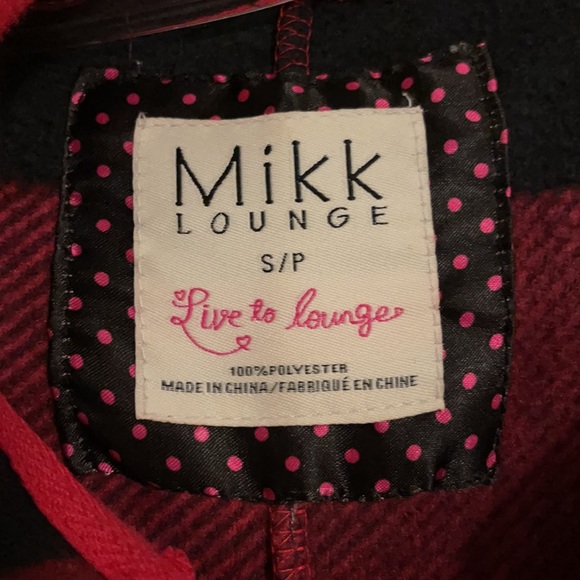 Mikk
LOUNGE
S/P
Live to lounge
100%POLYESTER
MADE IN CHINA/FABRIQUÉ EN CHINE